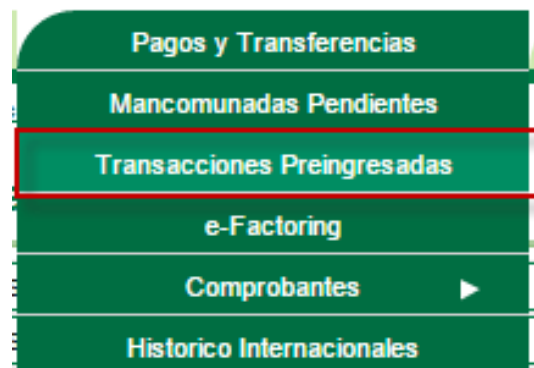 Pagos y Transferencias
Mancomunadas Pendientes
Transacciones Preingresadas
e-Factoring
Comprobantes
Historico Internacionales